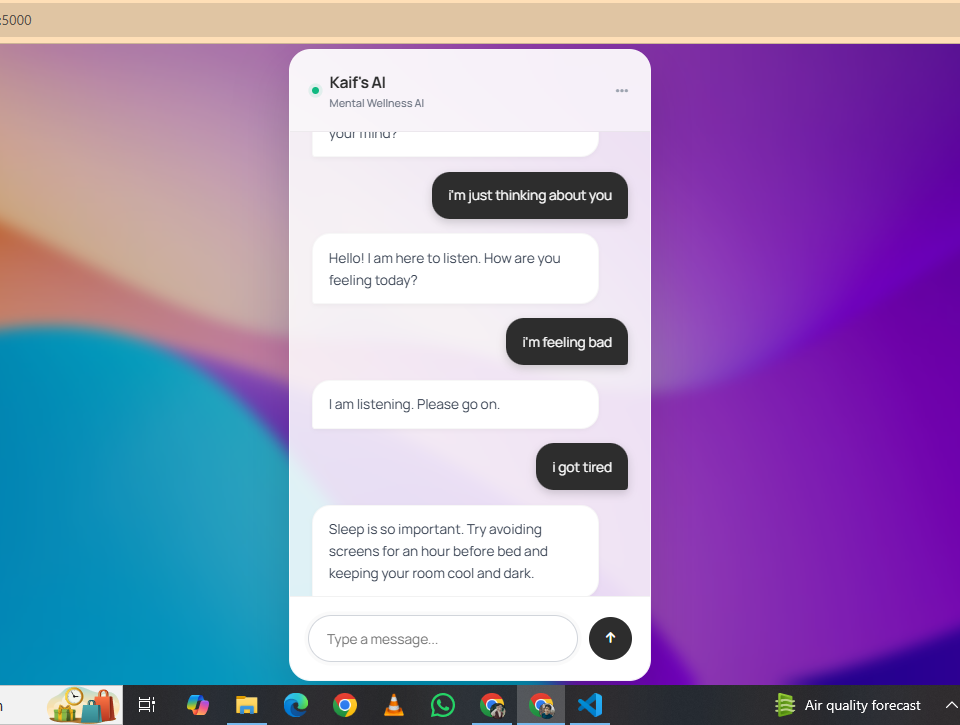 :5000
Kaif's AI
Mental Wellness AI
your mind?
i'm just thinking about you
Hello! I am here to listen. How are you
feeling today?
i'm feeling bad
I am listening. Please go on.
i got tired
Sleep is so important. Try avoiding
screens for an hour before bed and
keeping your room cool and dark.
Type a message...
Air quality forecast